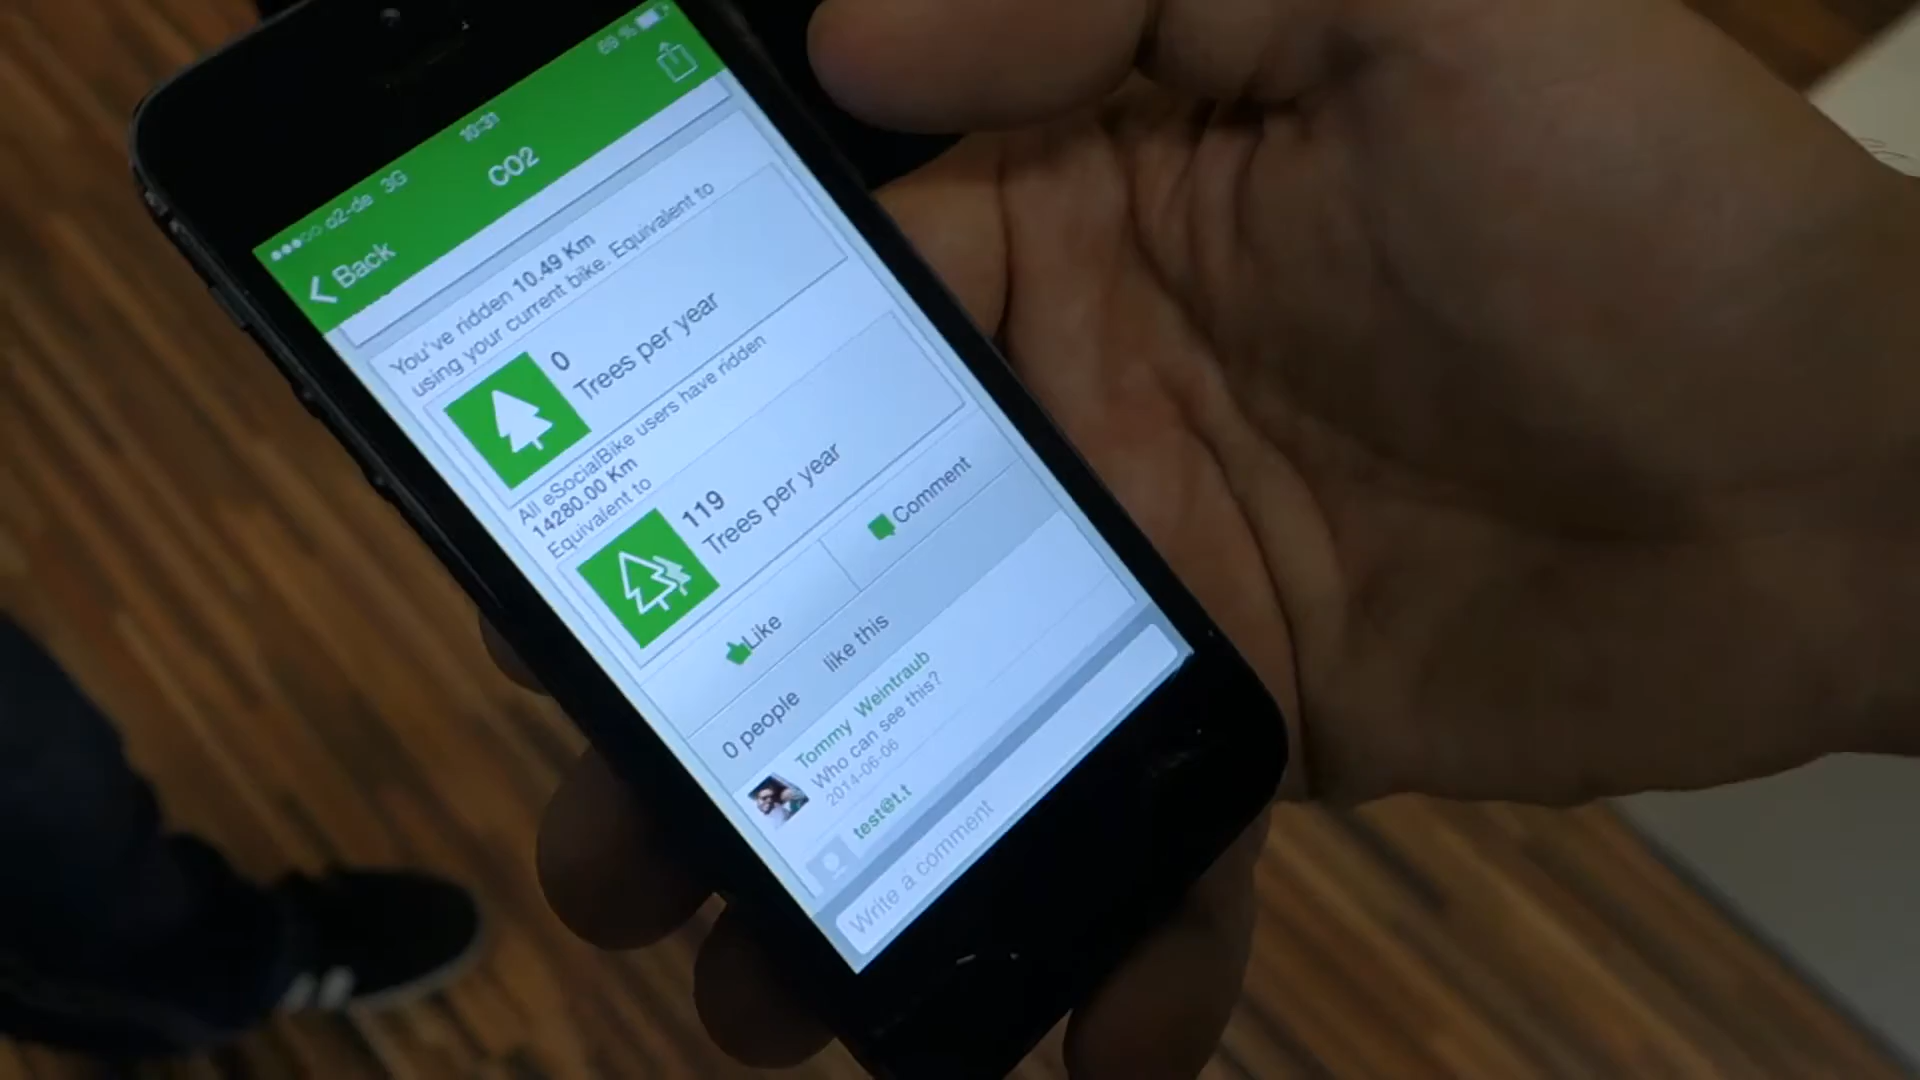 o2-de 3G
10:31
69 %
Back
CO2
You've ridden 10.49 Km
using your current bike. Equivalent to
0
Trees per year
All eSocialBike users have ridden
14280.00 Km
Equivalent to
119
Trees per year
Like
Comment
0 people like this
Tommy Weintraub
Who can see this?
2014-06-06
test@t.t
Write a comment